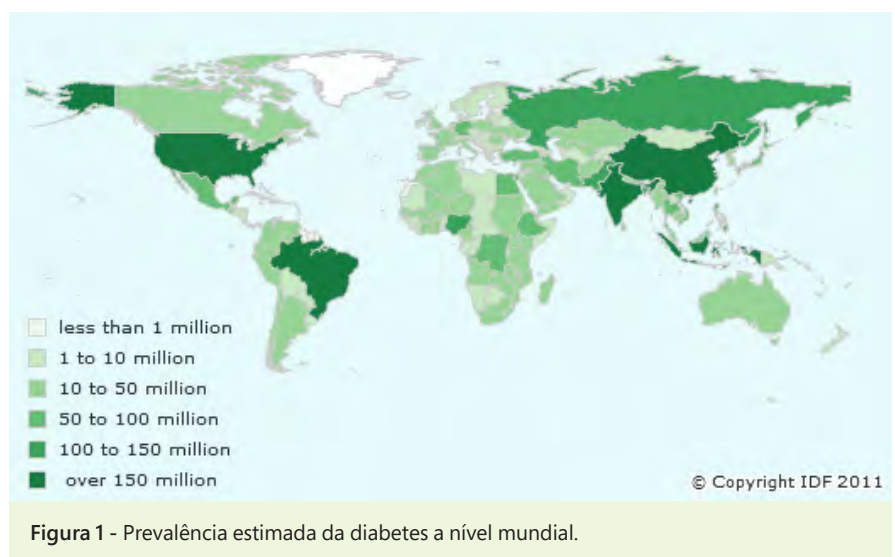 less than 1 million
1 to 10 million
10 to 50 million
50 to 100 million
100 to 150 million
over 150 million
© Copyright IDF 2011
Figura 1 - Prevalência estimada da diabetes a nível mundial.